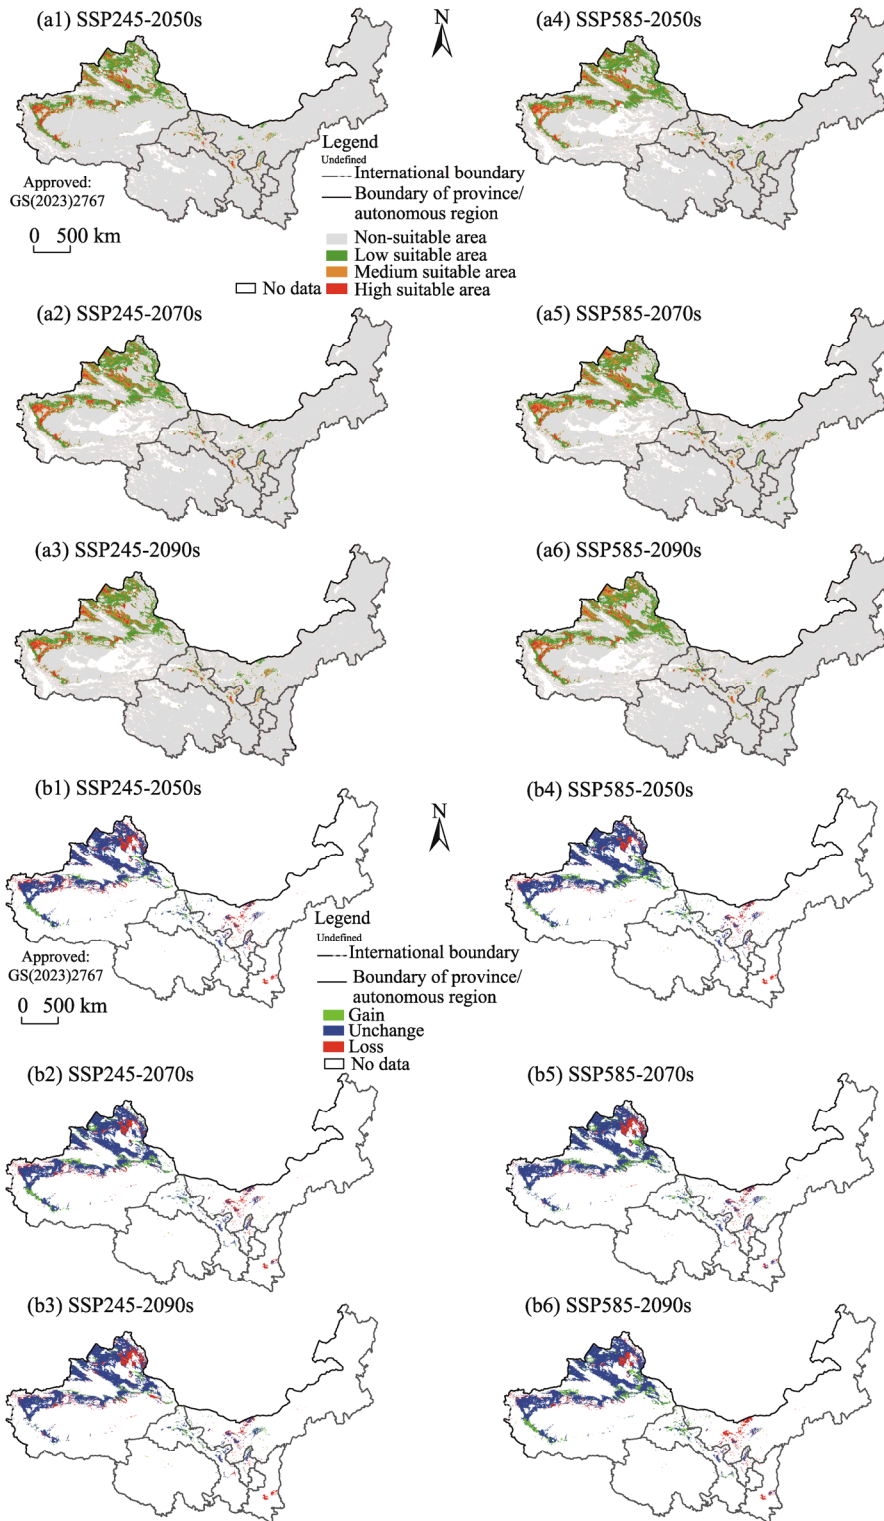 (a1) SSP245-2050s
N
(a4) SSP585-2050s
Approved:
GS(2023)2767
0 500 km
Legend
Undefined
International boundary
Boundary of province/
autonomous region
Non-suitable area
Low suitable area
Medium suitable area
No data
High suitable area
(a2) SSP245-2070s
(a5) SSP585-2070s
(a3) SSP245-2090s
(a6) SSP585-2090s
(b1) SSP245-2050s
N
(b4) SSP585-2050s
Approved:
GS(2023)2767
0 500 km
Legend
Undefined
International boundary
Boundary of province/
autonomous region
Gain
Unchange
Loss
No data
(b2) SSP245-2070s
(b5) SSP585-2070s
(b3) SSP245-2090s
(b6) SSP585-2090s